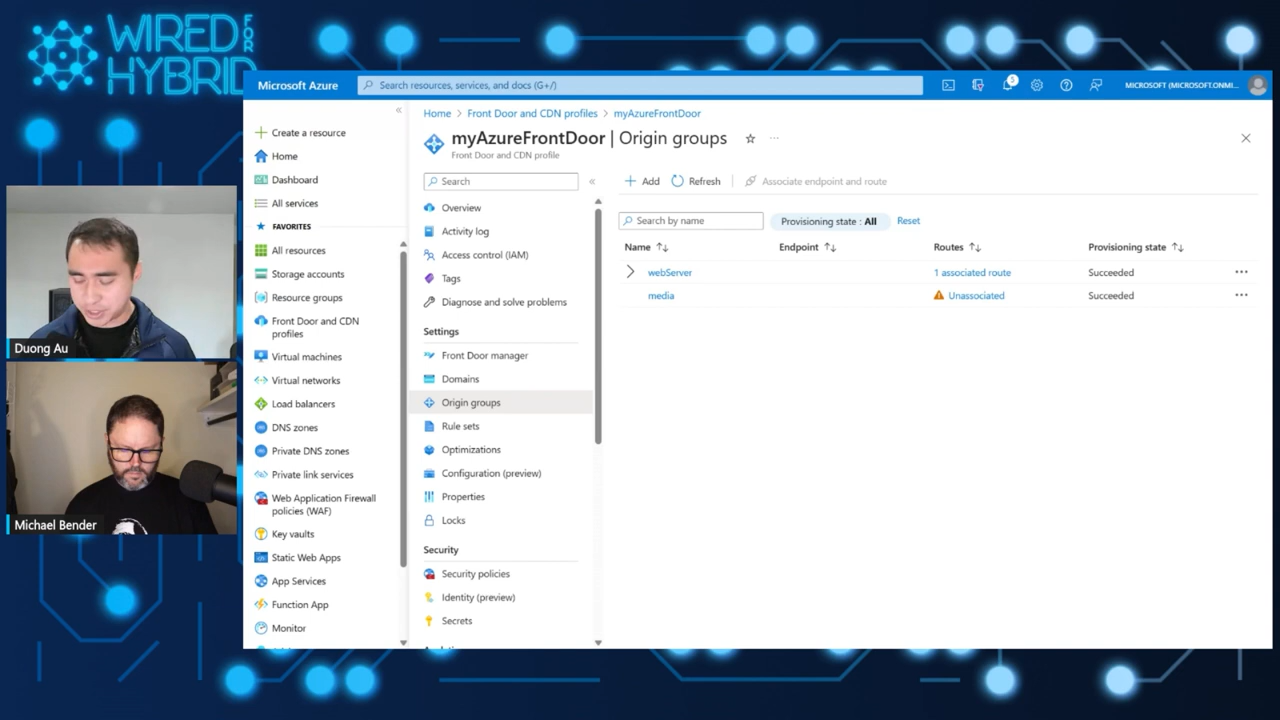 WIRED FOR
HYBRID
Microsoft Azure
Search resources, services, and docs (G+/)
5
MICROSOFT (MICROSOFT.ONMI...
Create a resource
Home
Dashboard
All services
FAVORITES
All resources
Storage accounts
Resource groups
Front Door and CDN
profiles
Virtual machines
Virtual networks
Load balancers
DNS zones
Private DNS zones
Private link services
Web Application Firewall
policies (WAF)
Key vaults
Static Web Apps
App Services
Function App
Monitor
Home > Front Door and CDN profiles > myAzureFrontDoor
myAzureFrontDoor | Origin groups
Front Door and CDN profile
Search
Overview
Activity log
Access control (IAM)
Tags
Diagnose and solve problems
Settings
Front Door manager
Domains
Origin groups
Rule sets
Optimizations
Configuration (preview)
Properties
Locks
Security
Security policies
Identity (preview)
Secrets
Add Refresh Associate endpoint and route
Search by name Provisioning state : All Reset
Name Endpoint Routes Provisioning state
webServer 1 associated route Succeeded
media Unassociated Succeeded
Duong Au
Michael Bender